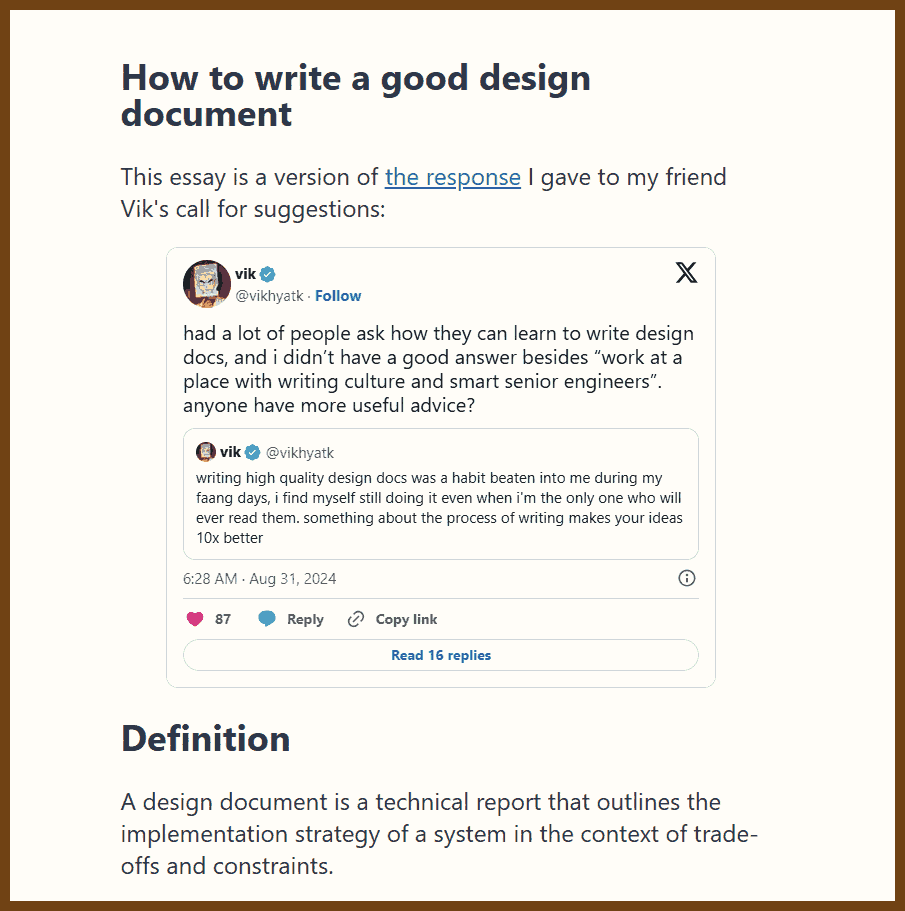 How to write a good design
document
This essay is a version of the response I gave to my friend
Vik's call for suggestions:
vik
@vikhyatk · Follow
had a lot of people ask how they can learn to write design
docs, and i didn’t have a good answer besides “work at a
place with writing culture and smart senior engineers”.
anyone have more useful advice?
vik @vikhyatk
writing high quality design docs was a habit beaten into me during my
faang days, i find myself still doing it even when i’m the only one who will
ever read them. something about the process of writing makes your ideas
10x better
6:28 AM · Aug 31, 2024
87 Reply Copy link
Read 16 replies
Definition
A design document is a technical report that outlines the
implementation strategy of a system in the context of trade-
offs and constraints.